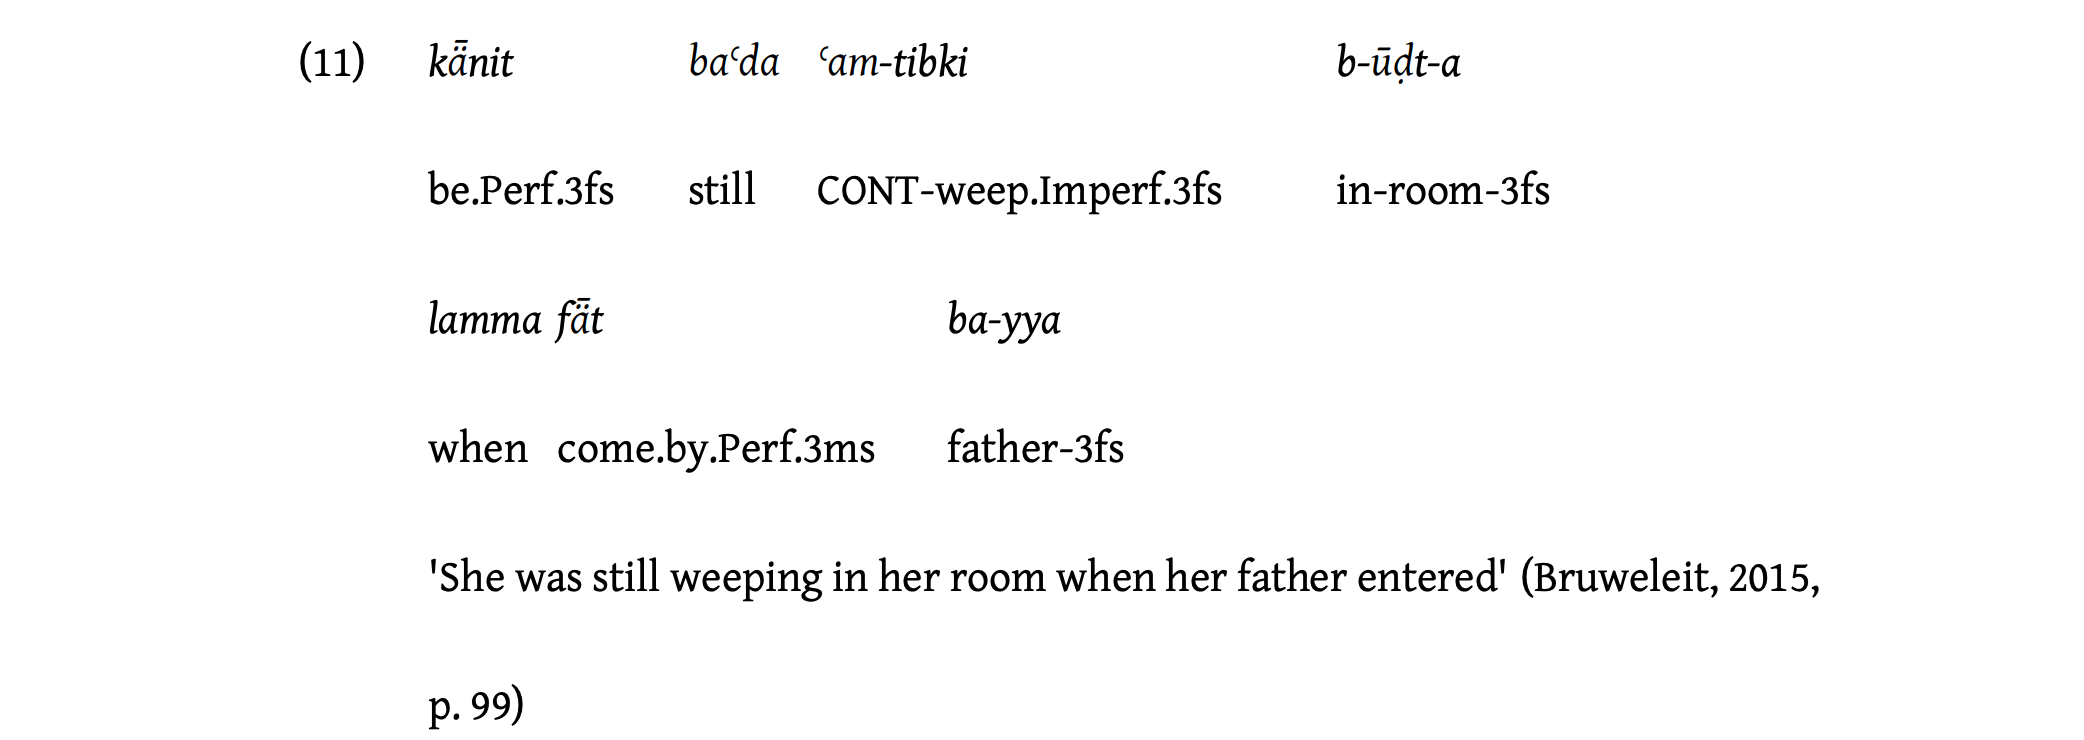 (11) kā̈nit baʿda ʿam-tibki b-ūḍt-a
be.Perf.3fs still CONT-weep.Imperf.3fs in-room-3fs
lamma fā̈t ba-yya
when come.by.Perf.3ms father-3fs
'She was still weeping in her room when her father entered' (Bruweleit, 2015,
p. 99)